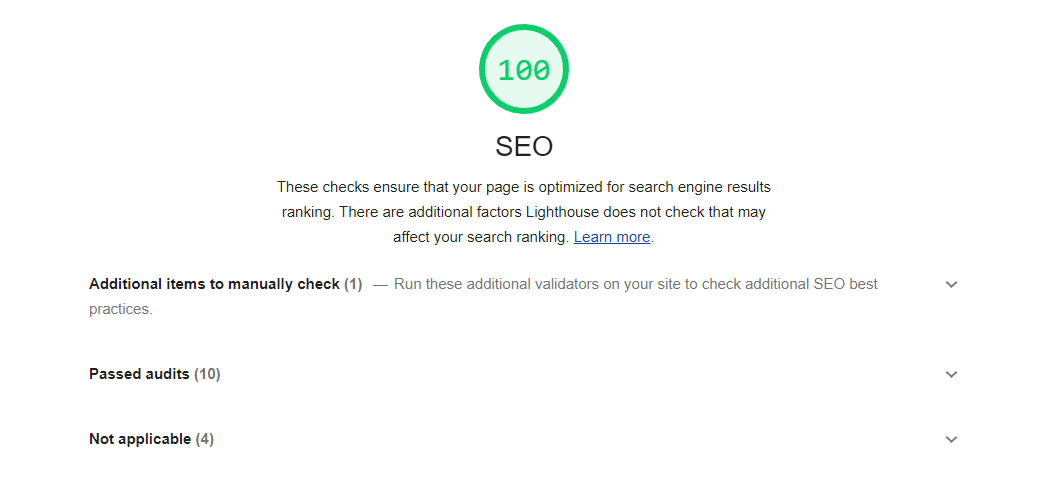 100
SEO
These checks ensure that your page is optimized for search engine results
ranking. There are additional factors Lighthouse does not check that may
affect your search ranking. Learn more.
Additional items to manually check (1) — Run these additional validators on your site to check additional SEO best
practices.
Passed audits (10)
Not applicable (4)